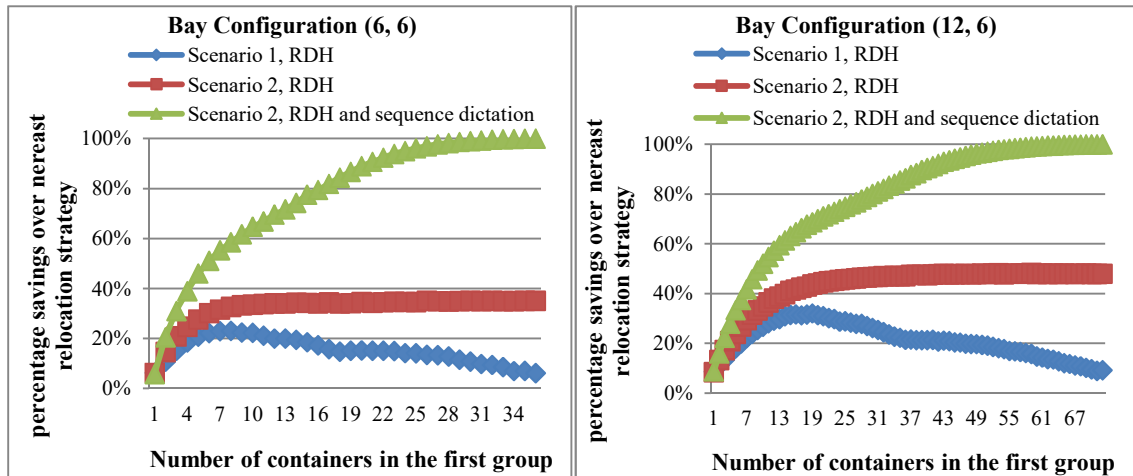 Bay Configuration (6, 6)
Scenario 1, RDH
Scenario 2, RDH
Scenario 2, RDH and sequence dictation
percentage savings over nereast
relocation strategy
100%
80%
60%
40%
20%
0%
1 4 7 10 13 16 19 22 25 28 31 34
Number of containers in the first group
Bay Configuration (12, 6)
Scenario 1, RDH
Scenario 2, RDH
Scenario 2, RDH and sequence dictation
percentage savings over nereast
relocation strategy
100%
80%
60%
40%
20%
0%
1 7 13 19 25 31 37 43 49 55 61 67
Number of containers in the first group